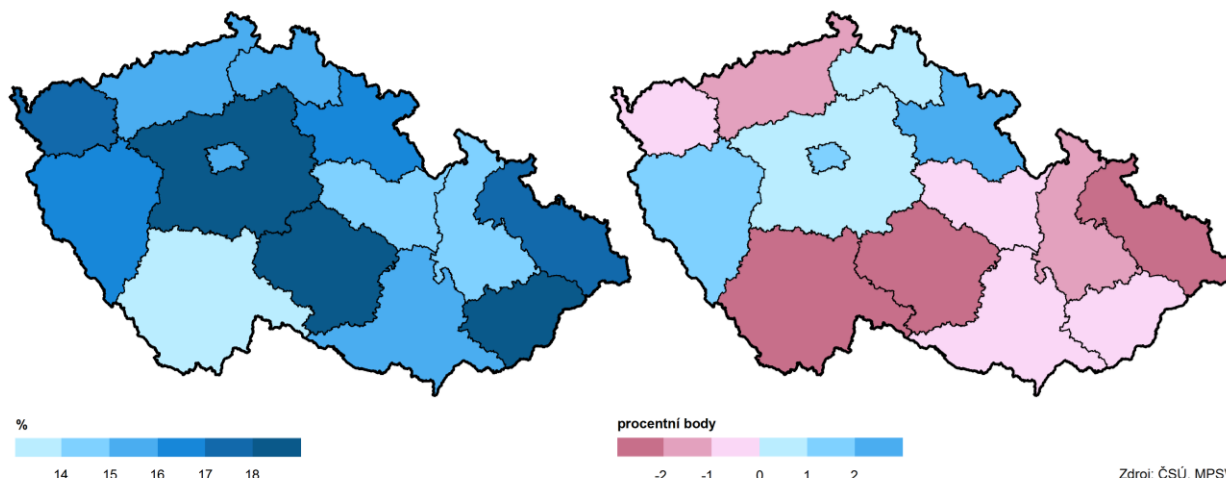 %
14 15 16 17 18
procentní body
-2 -1 0 1 2
Zdroj: ČSÚ, MPSV